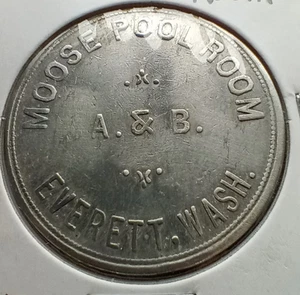 MOOSE POOL ROOM
A. & B.
EVERETT, WASH.